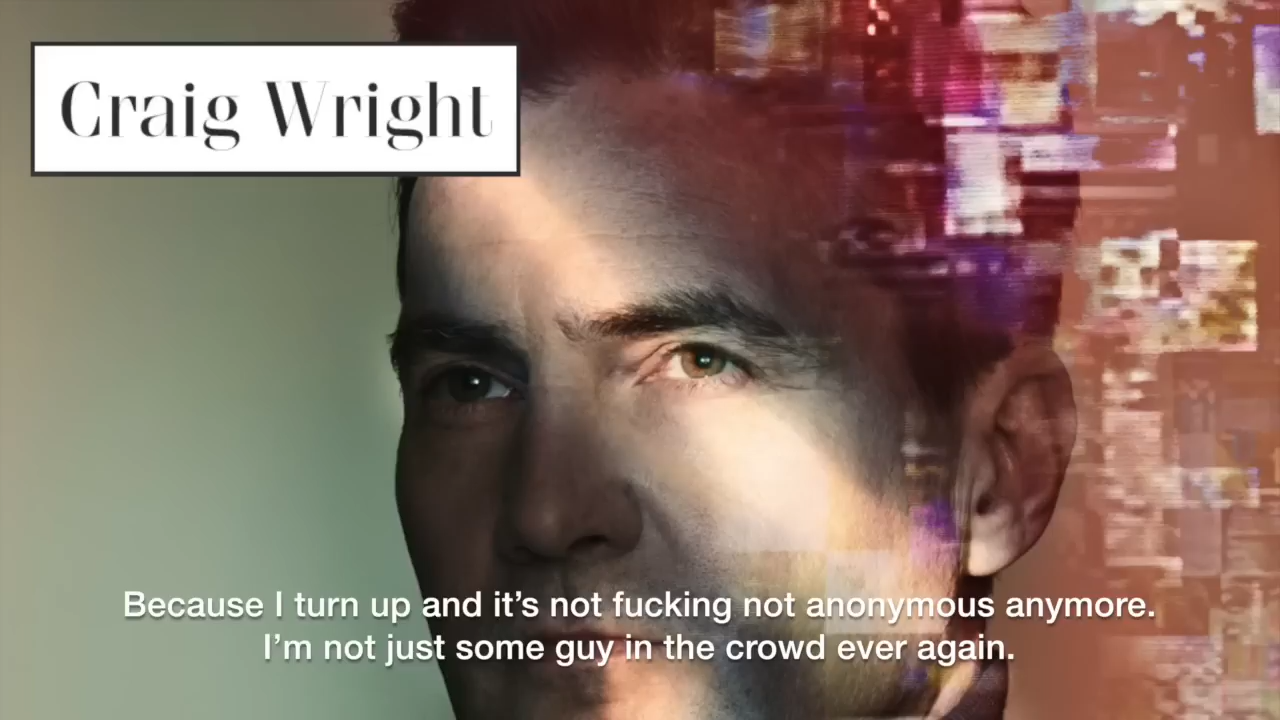 Craig Wright
Because I turn up and it's not fucking not anonymous anymore.
I'm not just some guy in the crowd ever again.